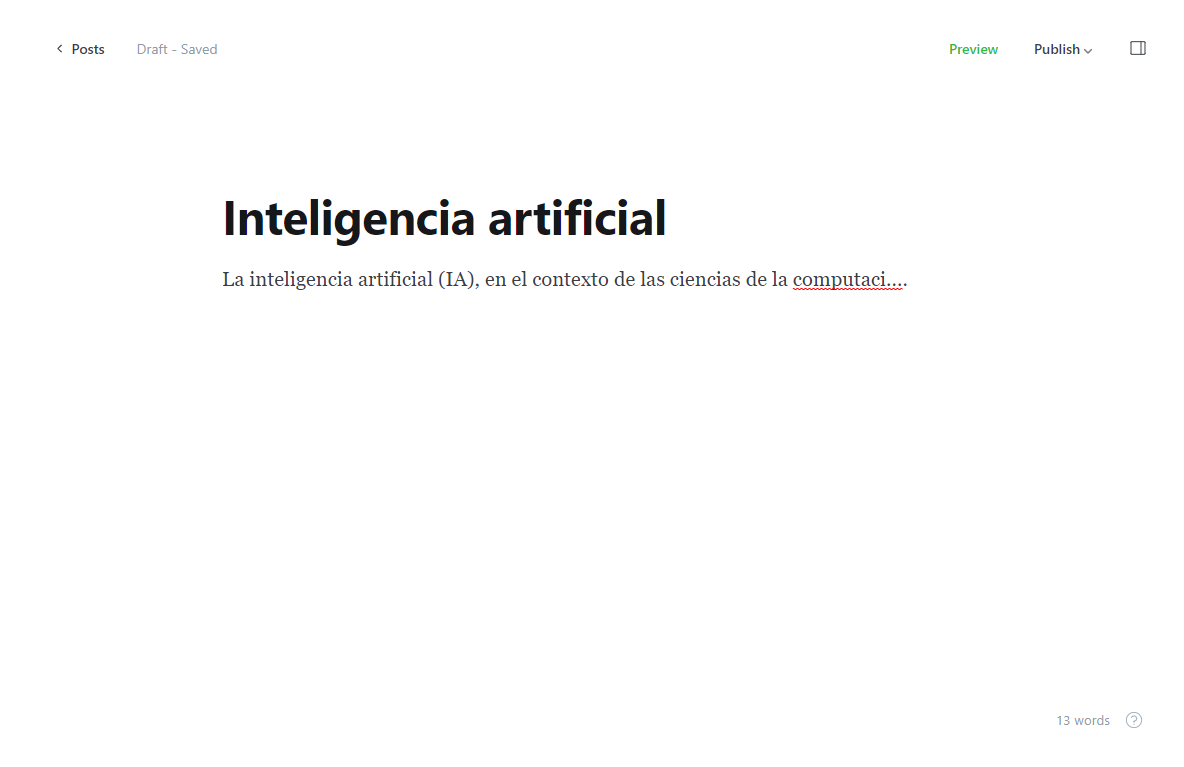 Posts
Draft - Saved
Preview
Publish
Inteligencia artificial
La inteligencia artificial (IA), en el contexto de las ciencias de la computaci....
13 words
?